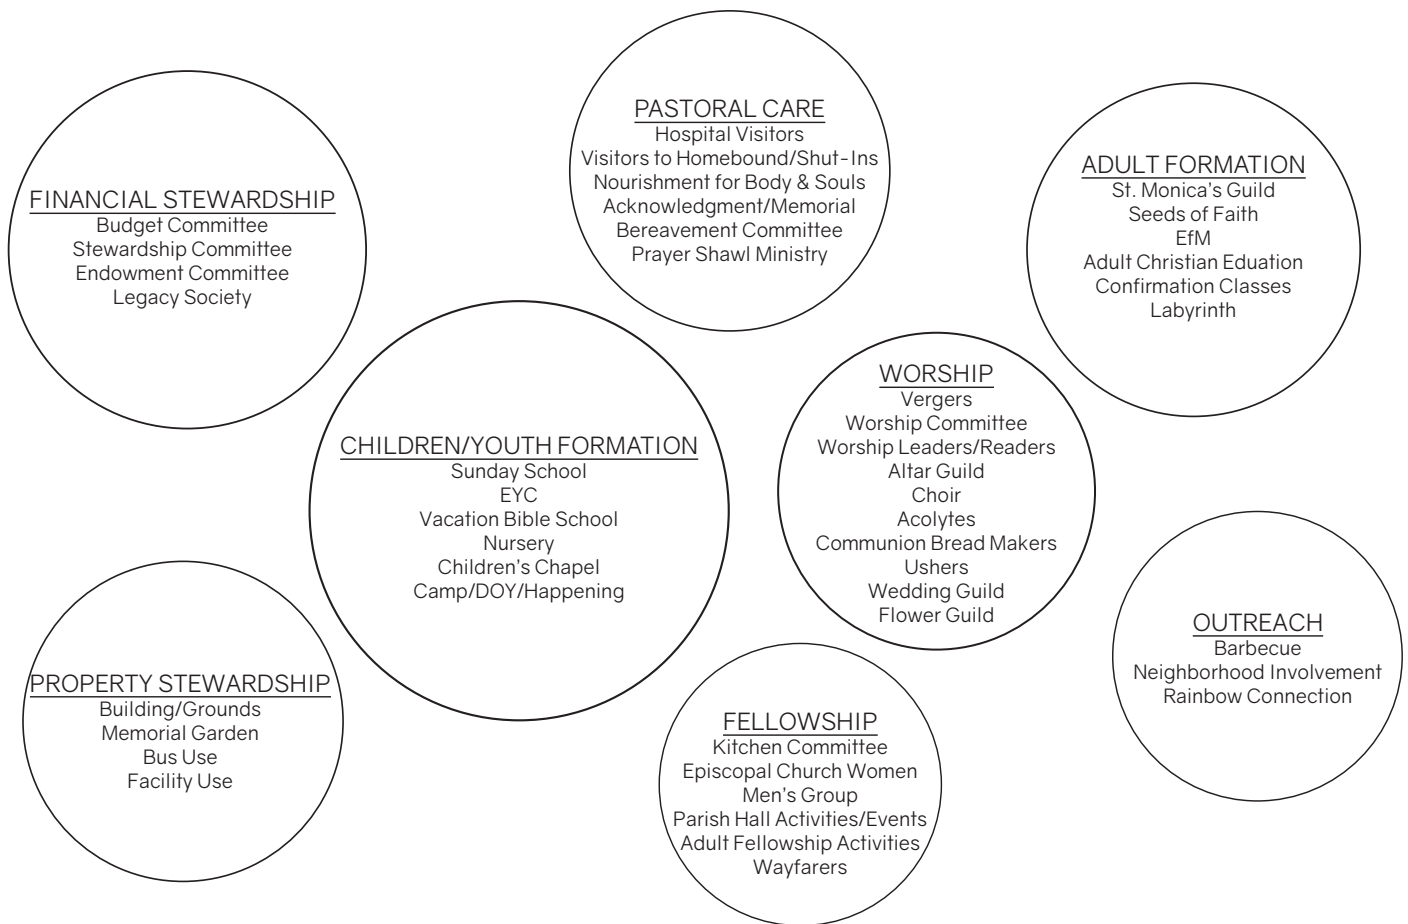 PASTORAL CARE
Hospital Visitors
Visitors to Homebound/Shut-Ins
Nourishment for Body & Souls
Acknowledgment/Memorial
Bereavement Committee
Prayer Shawl Ministry
FINANCIAL STEWARDSHIP
Budget Committee
Stewardship Committee
Endowment Committee
Legacy Society
ADULT FORMATION
St. Monica's Guild
Seeds of Faith
EfM
Adult Christian Eduation
Confirmation Classes
Labyrinth
CHILDREN/YOUTH FORMATION
Sunday School
EYC
Vacation Bible School
Nursery
Children's Chapel
Camp/DOY/Happening
WORSHIP
Vergers
Worship Committee
Worship Leaders/Readers
Altar Guild
Choir
Acolytes
Communion Bread Makers
Ushers
Wedding Guild
Flower Guild
PROPERTY STEWARDSHIP
Building/Grounds
Memorial Garden
Bus Use
Facility Use
FELLOWSHIP
Kitchen Committee
Episcopal Church Women
Men's Group
Parish Hall Activities/Events
Adult Fellowship Activities
Wayfarers
OUTREACH
Barbecue
Neighborhood Involvement
Rainbow Connection